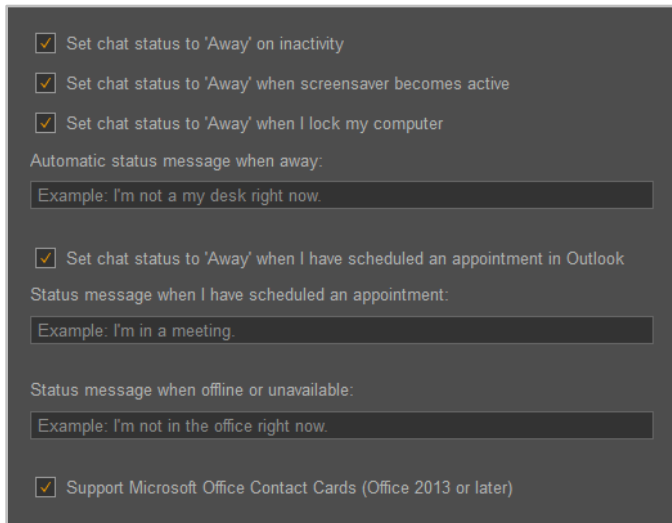 Set chat status to 'Away' on inactivity
Set chat status to 'Away' when screensaver becomes active
Set chat status to 'Away' when I lock my computer
Automatic status message when away:
Example: I'm not a my desk right now.
Set chat status to 'Away' when I have scheduled an appointment in Outlook
Status message when I have scheduled an appointment:
Example: I'm in a meeting.
Status message when offline or unavailable:
Example: I'm not in the office right now.
Support Microsoft Office Contact Cards (Office 2013 or later)